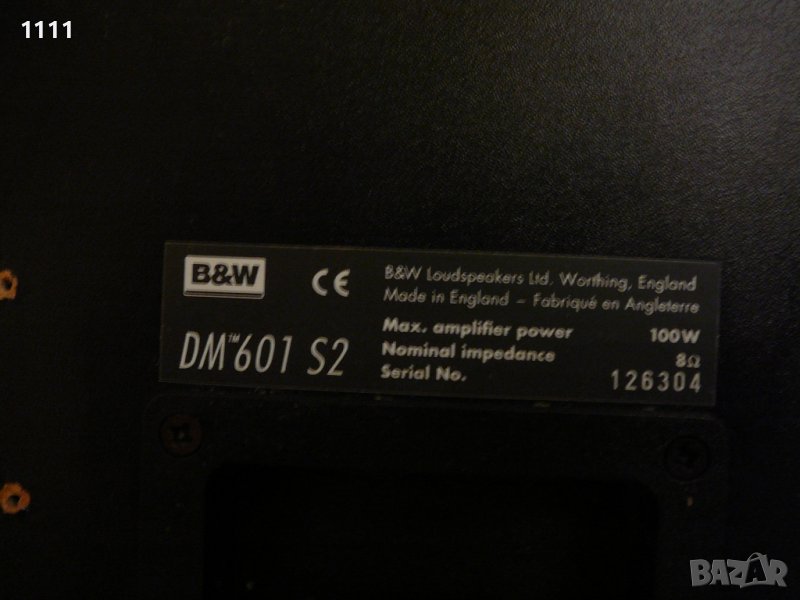 1111
B&W
CE
B&W Loudspeakers Ltd. Worthing, England
Made in England – Fabriqué en Angleterre
DM™601 S2
Max. amplifier power 100W
Nominal impedance 8Ω
Serial No. 126304
BAZAR